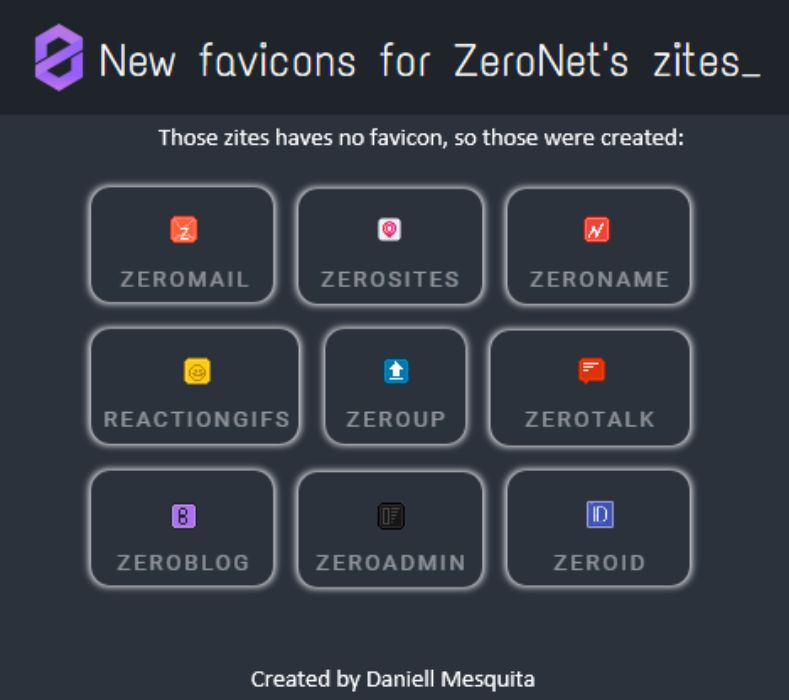 New favicons for ZeroNet's zites_
Those zites haves no favicon, so those were created:
ZEROMAIL ZEROSITES ZERONAME
REACTIONGIFS ZEROUP ZEROTALK
ZEROBLOG ZEROADMIN ZEROID
Created by Daniell Mesquita